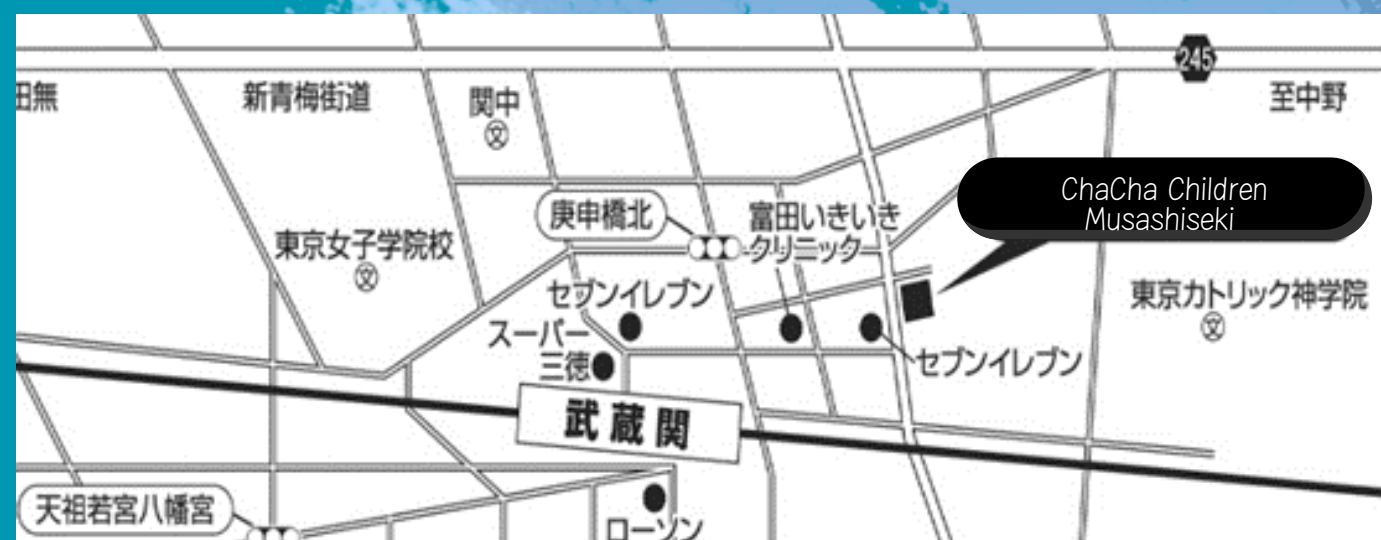 245
田無
新青梅街道
関中
文
至中野
ChaCha Children
Musashiseki
庚申橋北
富田いきいき
クリニック
東京女子学院校
文
セブンイレブン
東京カトリック神学院
文
スーパー
三徳
セブンイレブン
武蔵関
天祖若宮八幡宮
ローソン